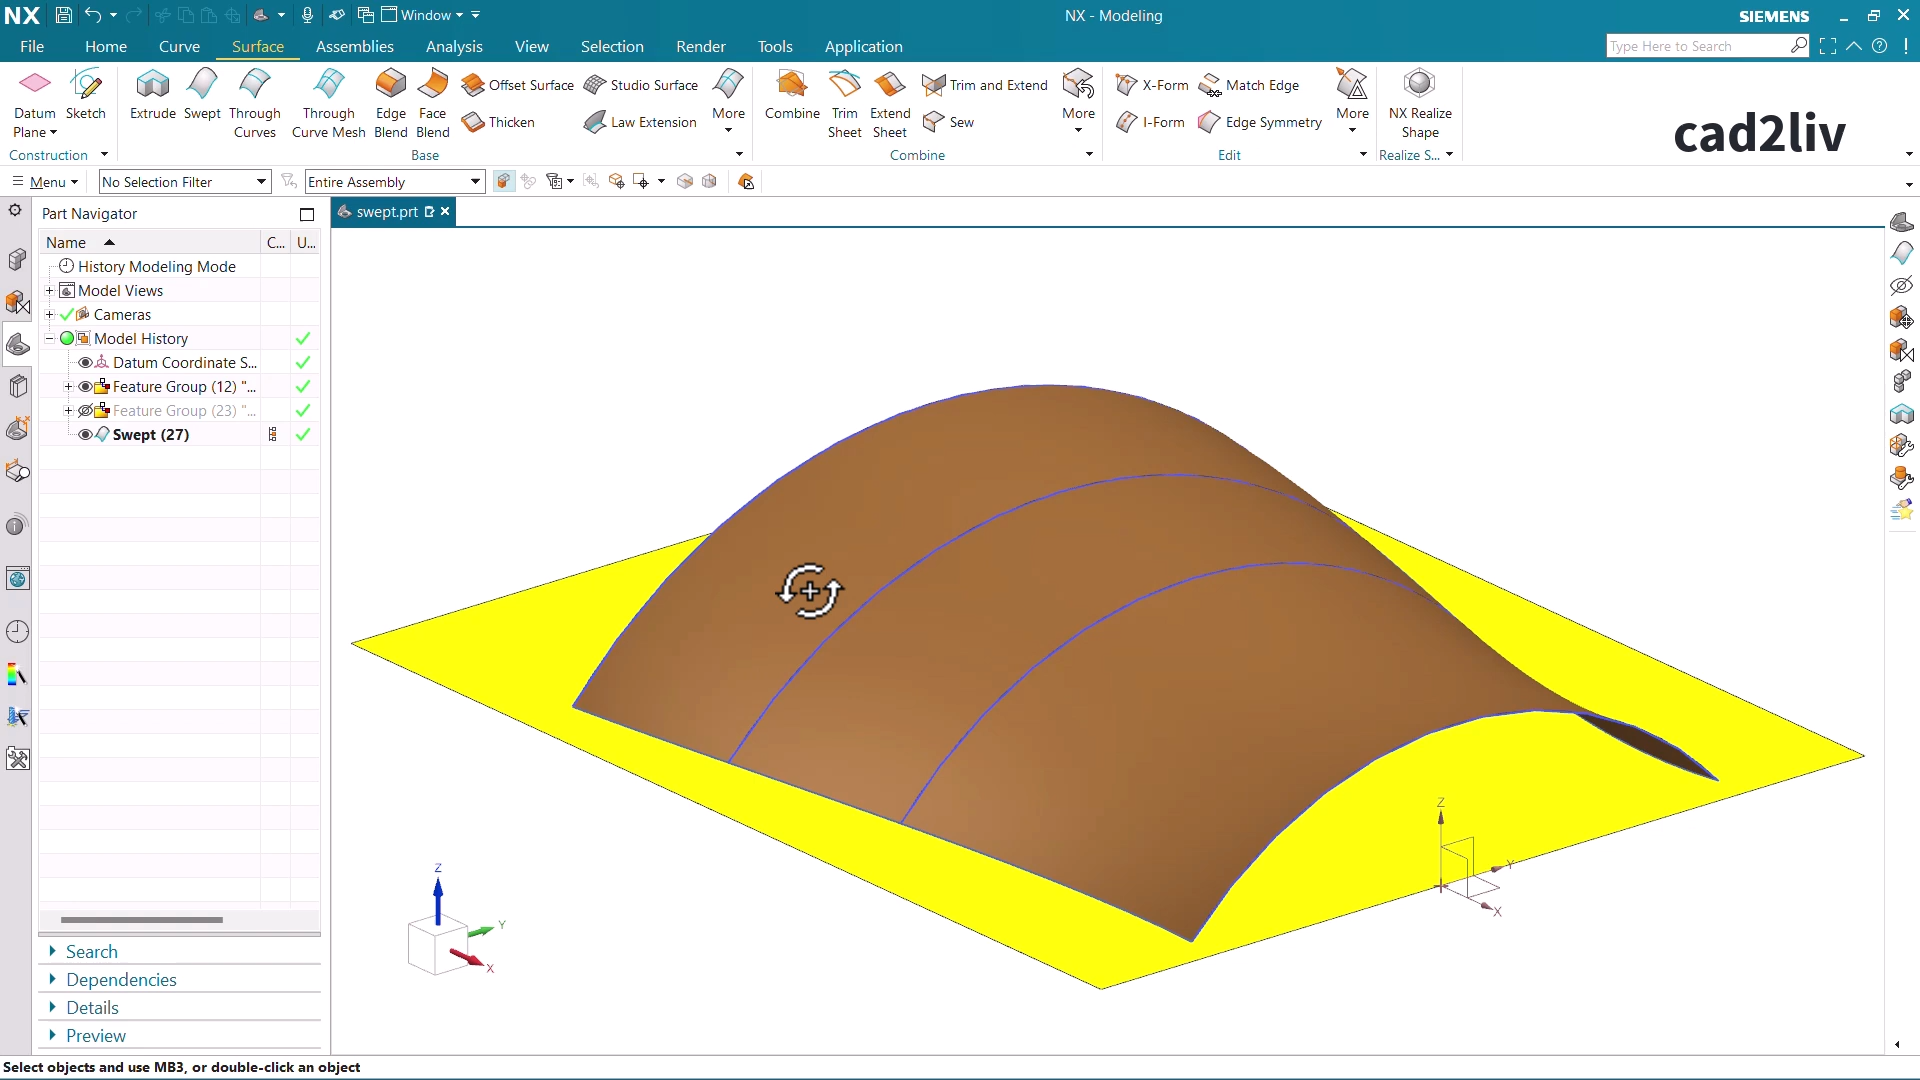 NX Window NX - Modeling SIEMENS
File Home Curve Surface Assemblies Analysis View Selection Render Tools Application Type Here to Search
Datum Plane Sketch Extrude Swept Through Curves Through Curve Mesh Edge Blend Face Blend Offset Surface Thicken Studio Surface Law Extension More Combine Trim Sheet Extend Sheet Trim and Extend Sew More X-Form I-Form Match Edge Edge Symmetry More NX Realize Shape
cad2liv
Construction Base Combine Edit Realize S...
Menu No Selection Filter Entire Assembly
Part Navigator swept.prt
Name C... U...
History Modeling Mode
Model Views
Cameras
Model History
Datum Coordinate S...
Feature Group (12) "...
Feature Group (23) "...
Swept (27)
Z
Y
X
Z
Y
X
Search
Dependencies
Details
Preview
Select objects and use MB3, or double-click an object